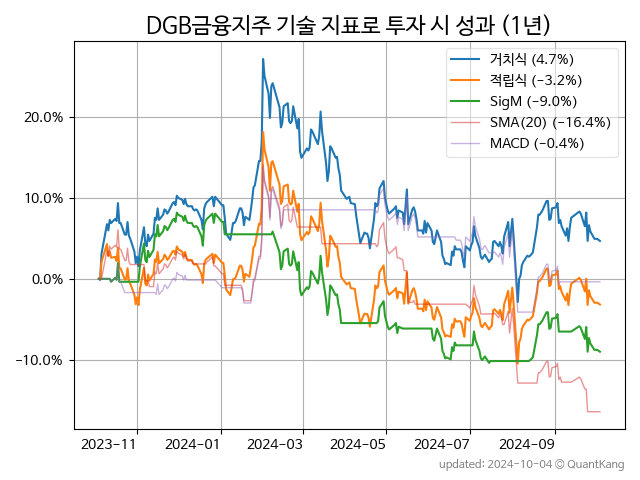 DGB금융지주 기술 지표로 투자 시 성과 (1년)
거치식 (4.7%)
적립식 (−3.2%)
SigM (−9.0%)
SMA(20) (−16.4%)
MACD (−0.4%)
20.0%
10.0%
0.0%
−10.0%
2023-11
2024-01
2024-03
2024-05
2024-07
2024-09
updated: 2024-10-04 © QuantKang